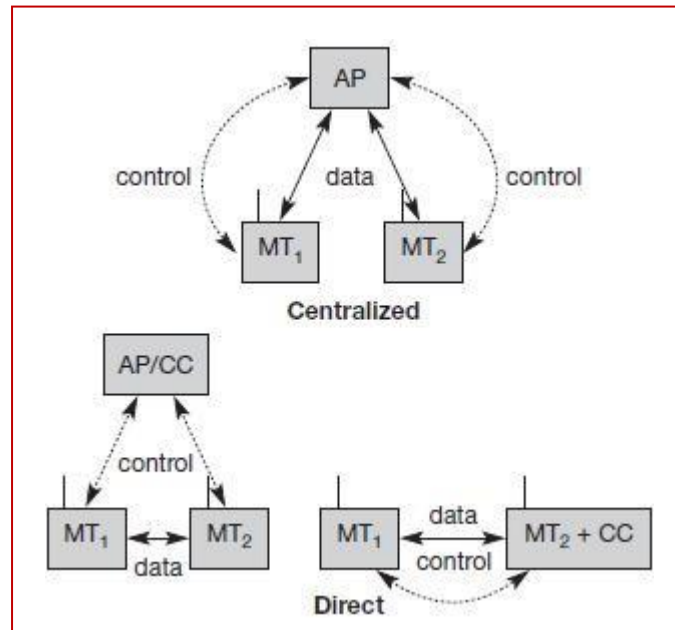 AP
control data control
MT₁ MT₂
Centralized
AP/CC
control
MT₁ MT₂
data
data
MT₁ MT₂ + CC
control
Direct